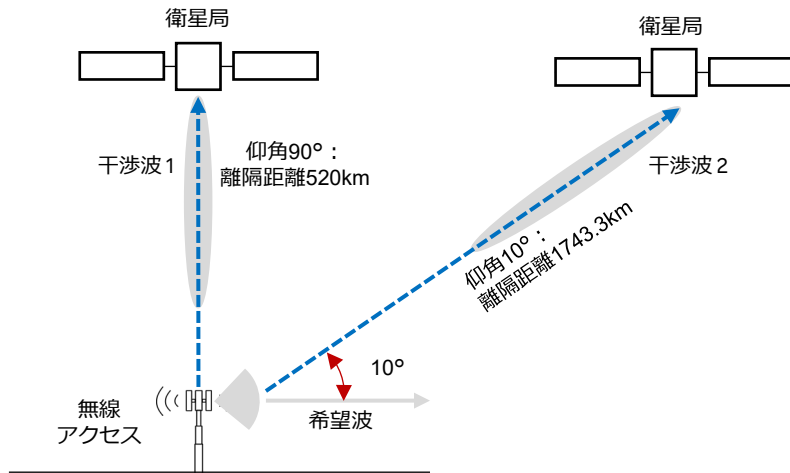 衛星局
衛星局
干渉波1
仰角90°：
離隔距離520km
干渉波2
仰角10°：
離隔距離1743.3km
10°
希望波
無線
アクセス